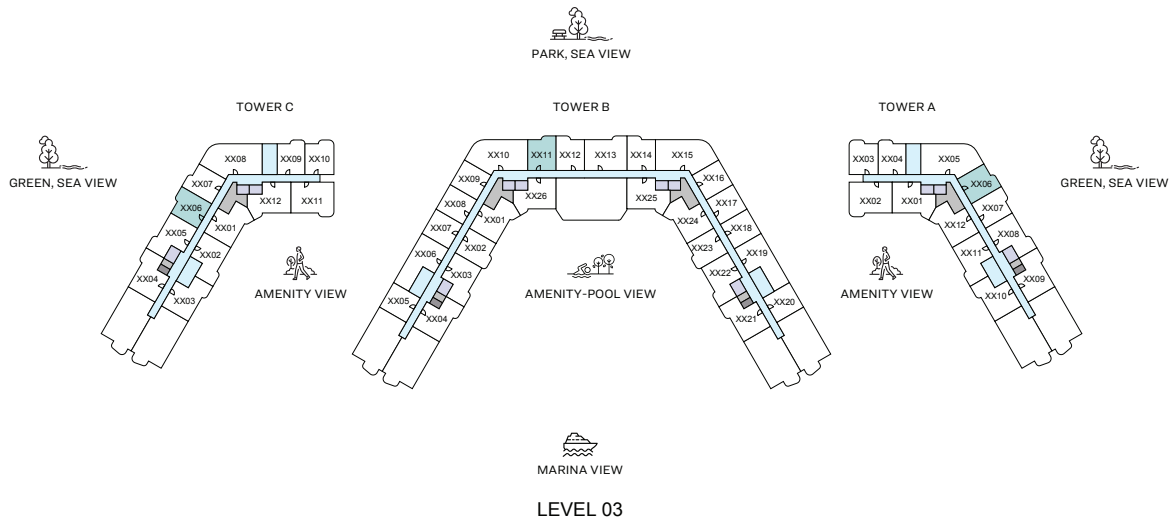 PARK, SEA VIEW
TOWER C
TOWER B
TOWER A
GREEN, SEA VIEW
GREEN, SEA VIEW
XX08
XX09
XX10
XX07
XX12
XX11
XX06
XX01
XX05
XX02
XX04
XX03
XX10
XX11
XX12
XX13
XX14
XX15
XX09
XX26
XX25
XX16
XX08
XX01
XX24
XX17
XX07
XX02
XX23
XX18
XX06
XX03
XX22
XX19
XX05
XX04
XX21
XX20
XX03
XX04
XX05
XX02
XX01
XX06
XX12
XX07
XX11
XX08
XX10
XX09
AMENITY VIEW
AMENITY-POOL VIEW
AMENITY VIEW
MARINA VIEW
LEVEL 03